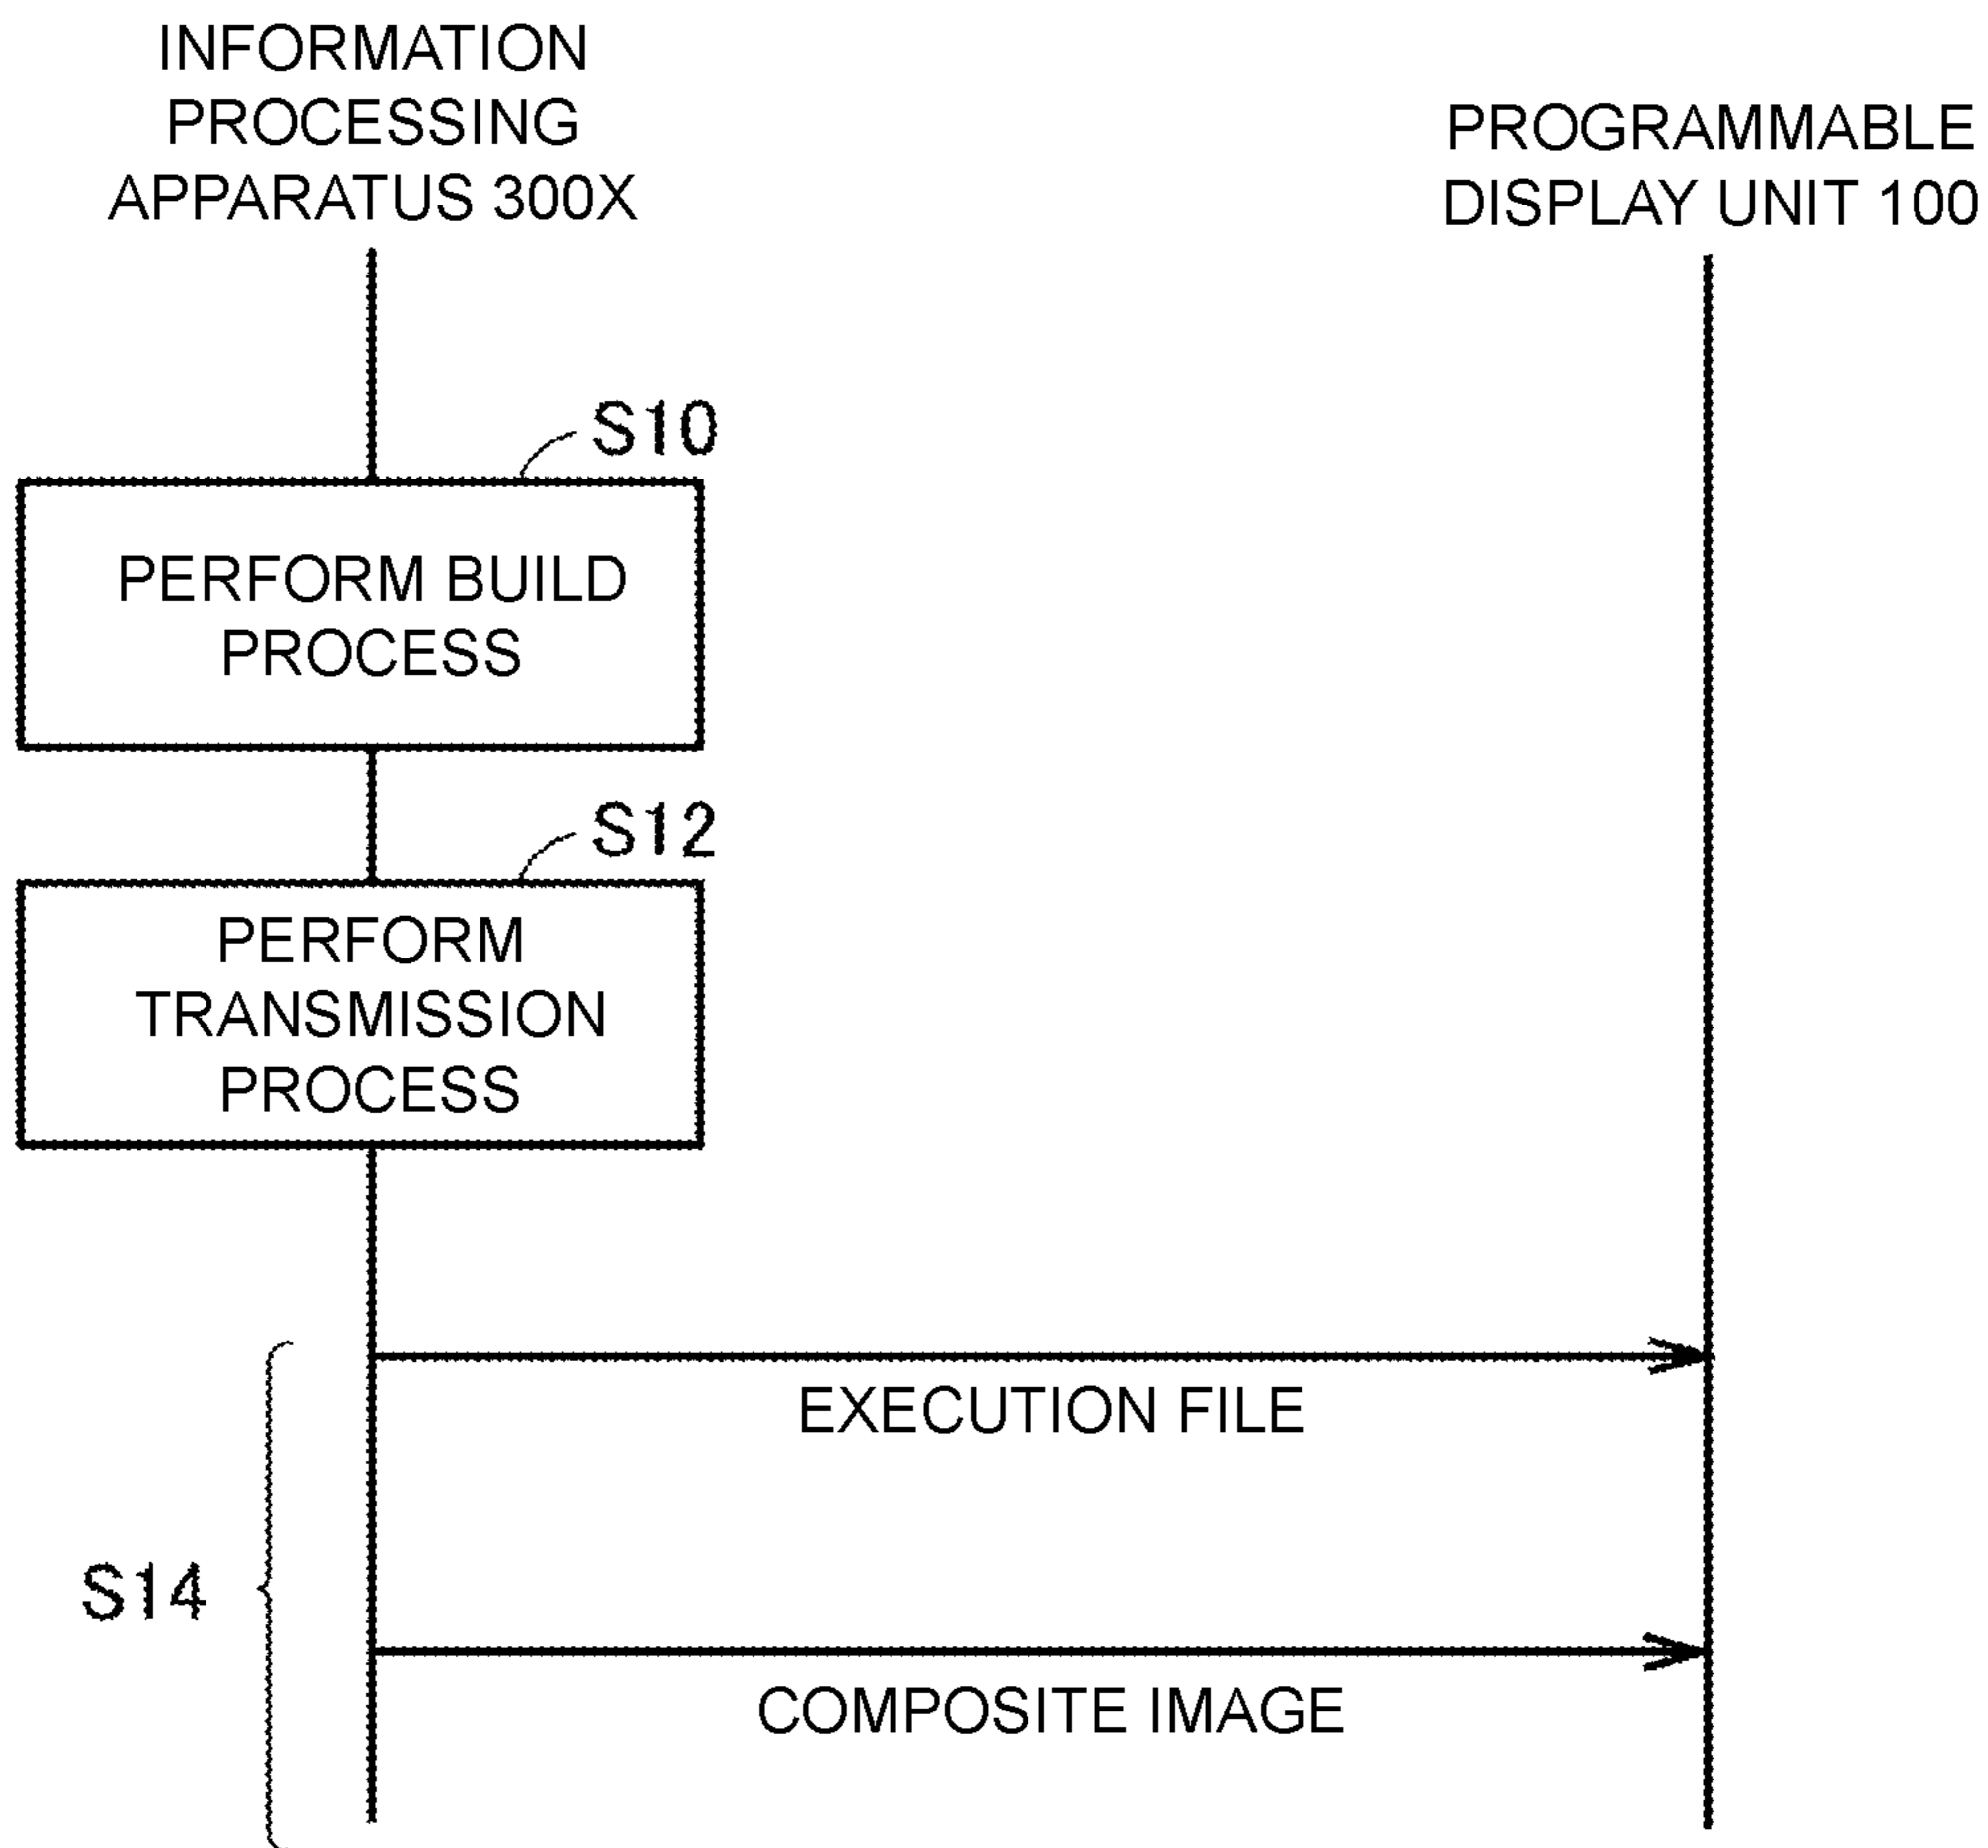 INFORMATION
PROCESSING
APPARATUS 300X
PROGRAMMABLE
DISPLAY UNIT 100
S10
PERFORM BUILD
PROCESS
S12
PERFORM
TRANSMISSION
PROCESS
EXECUTION FILE
S14
COMPOSITE IMAGE